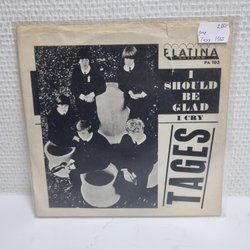 PLATINA
PA 103
I
SHOULD
BE
GLAD
I CRY
TAGES